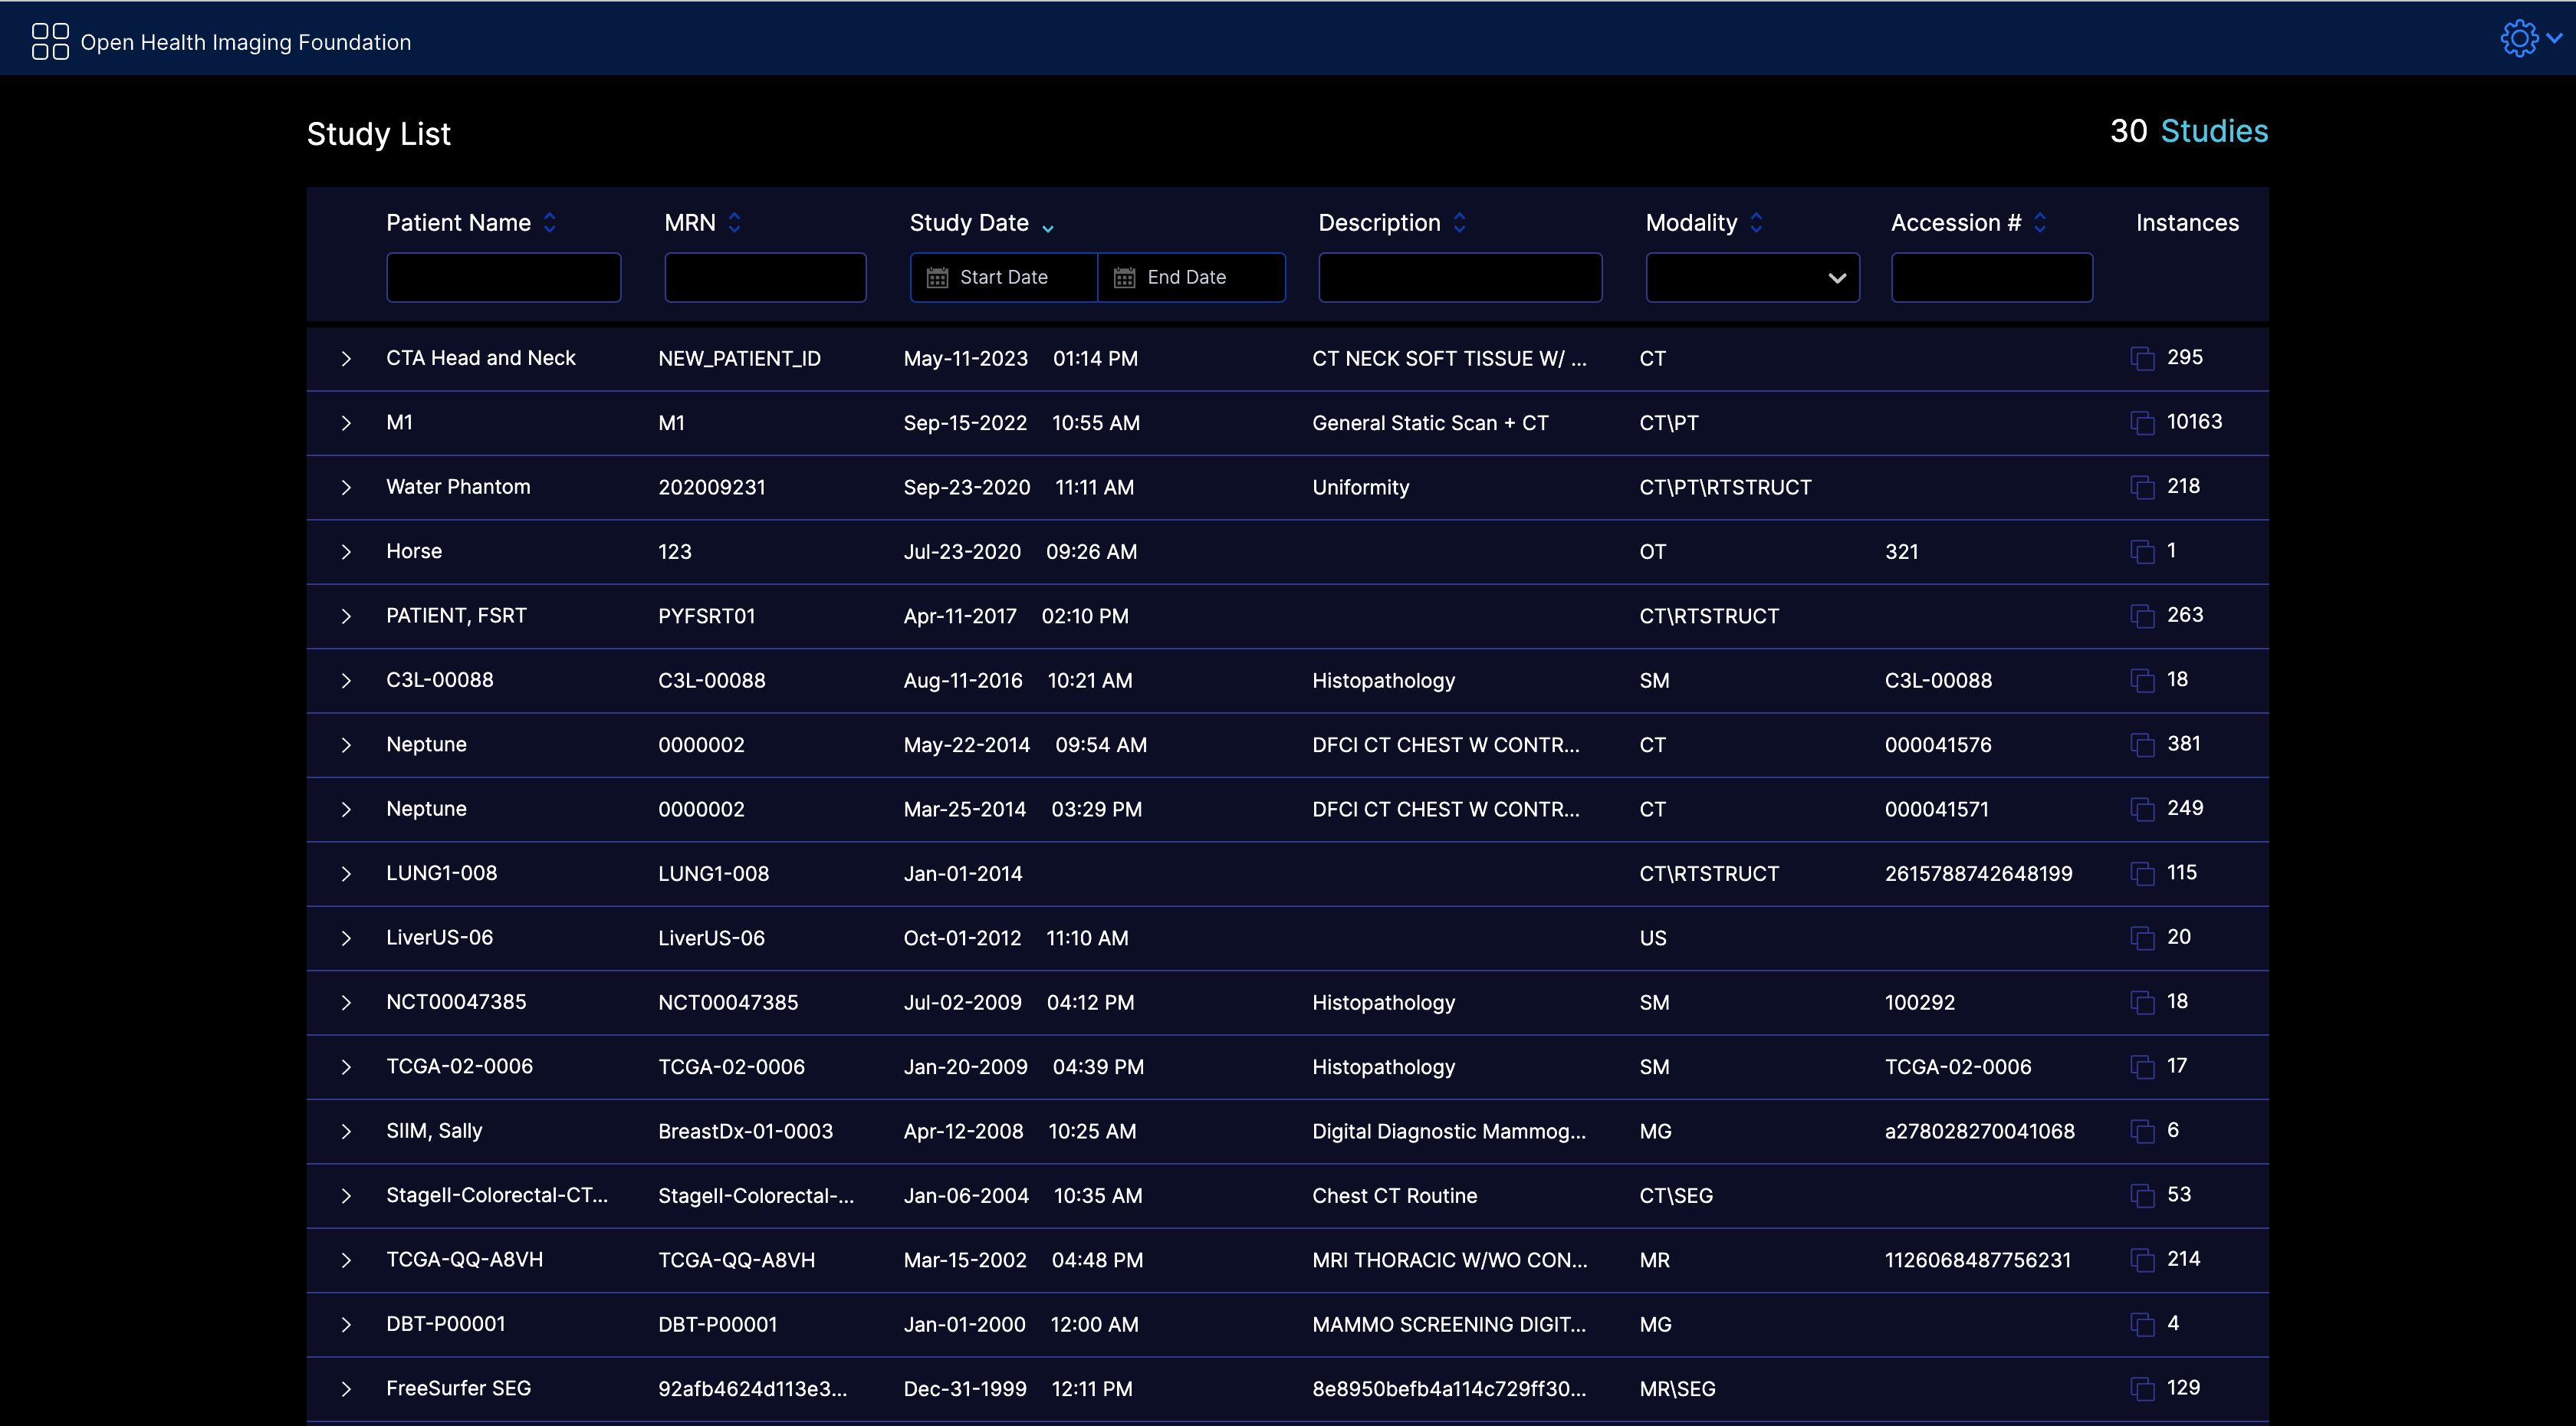 Open Health Imaging Foundation
Study List
30 Studies
Patient Name MRN Study Date Description Modality Accession # Instances
Start Date End Date
CTA Head and Neck NEW_PATIENT_ID May-11-2023 01:14 PM CT NECK SOFT TISSUE W/ ... CT 295
M1 M1 Sep-15-2022 10:55 AM General Static Scan + CT CT\PT 10163
Water Phantom 202009231 Sep-23-2020 11:11 AM Uniformity CT\PT\RTSTRUCT 218
Horse 123 Jul-23-2020 09:26 AM OT 321 1
PATIENT, FSRT PYFSRT01 Apr-11-2017 02:10 PM CT\RTSTRUCT 263
C3L-00088 C3L-00088 Aug-11-2016 10:21 AM Histopathology SM C3L-00088 18
Neptune 0000002 May-22-2014 09:54 AM DFCI CT CHEST W CONTR... CT 000041576 381
Neptune 0000002 Mar-25-2014 03:29 PM DFCI CT CHEST W CONTR... CT 000041571 249
LUNG1-008 LUNG1-008 Jan-01-2014 CT\RTSTRUCT 2615788742648199 115
LiverUS-06 LiverUS-06 Oct-01-2012 11:10 AM US 20
NCT00047385 NCT00047385 Jul-02-2009 04:12 PM Histopathology SM 100292 18
TCGA-02-0006 TCGA-02-0006 Jan-20-2009 04:39 PM Histopathology SM TCGA-02-0006 17
SIIM, Sally BreastDx-01-0003 Apr-12-2008 10:25 AM Digital Diagnostic Mammog... MG a278028270041068 6
StageII-Colorectal-CT... StageII-Colorectal-... Jan-06-2004 10:35 AM Chest CT Routine CT\SEG 53
TCGA-QQ-A8VH TCGA-QQ-A8VH Mar-15-2002 04:48 PM MRI THORACIC W/WO CON... MR 1126068487756231 214
DBT-P00001 DBT-P00001 Jan-01-2000 12:00 AM MAMMO SCREENING DIGIT... MG 4
FreeSurfer SEG 92afb4624d113e3... Dec-31-1999 12:11 PM 8e8950befb4a114c729ff30... MR\SEG 129